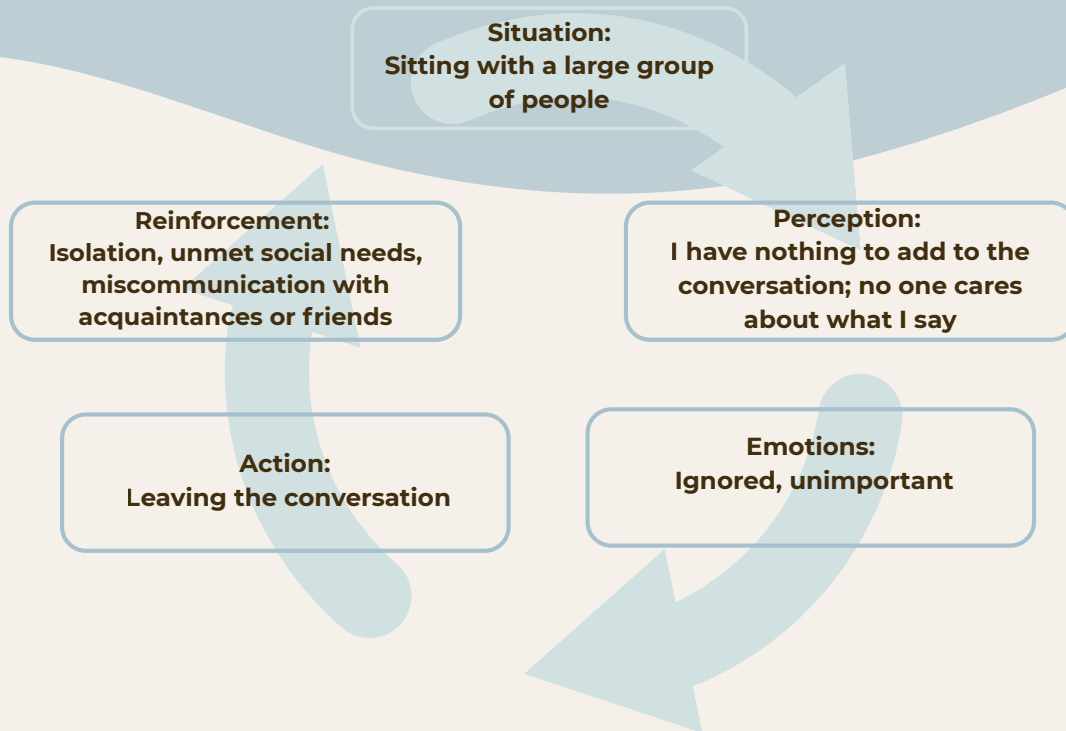 Situation:
Sitting with a large group
of people
Perception:
I have nothing to add to the
conversation; no one cares
about what I say
Emotions:
Ignored, unimportant
Action:
Leaving the conversation
Reinforcement:
Isolation, unmet social needs,
miscommunication with
acquaintances or friends